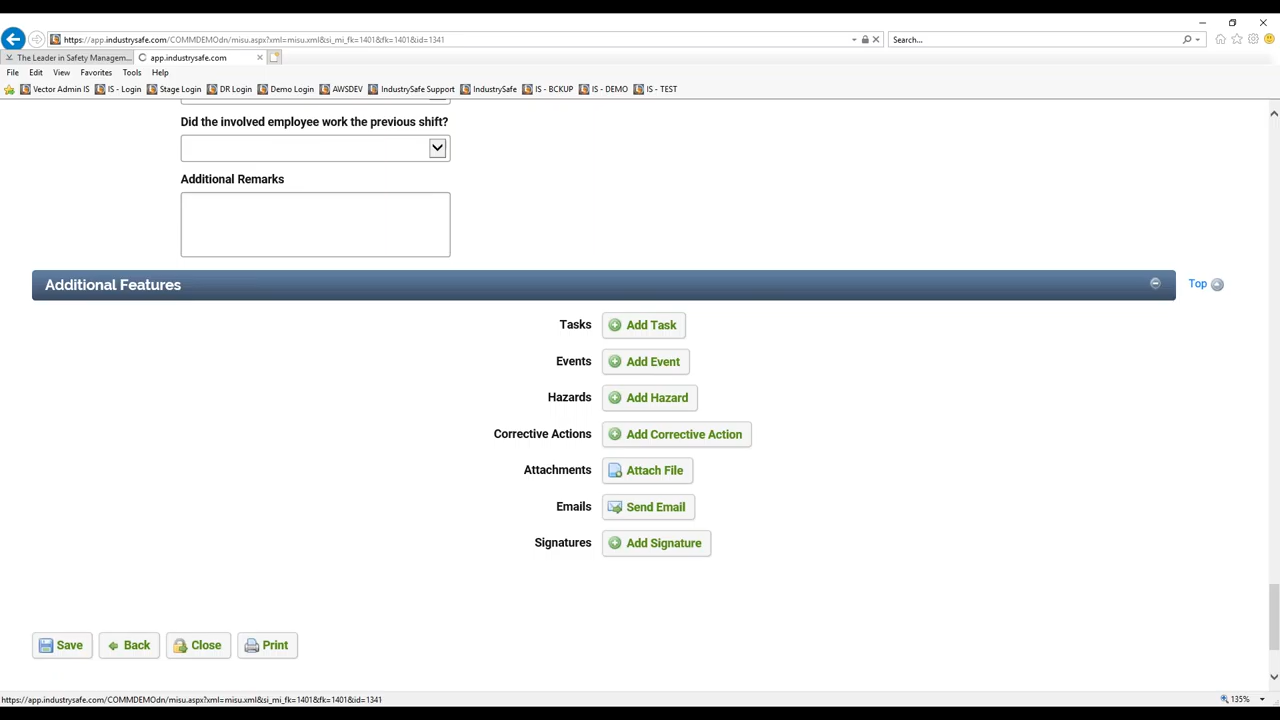 https://app.industrysafe.com/COMMDEMOdn/misu.aspx?xml=misu.xml&si_mi_fk=1401&fk=1401&id=1341
Search...
The Leader in Safety Managem...
app.industrysafe.com
File Edit View Favorites Tools Help
Vector Admin IS IS - Login Stage Login DR Login Demo Login AWSDEV IndustrySafe Support IndustrySafe IS - BCKUP IS - DEMO IS - TEST
Did the involved employee work the previous shift?
Additional Remarks
Additional Features
Top
Tasks Add Task
Events Add Event
Hazards Add Hazard
Corrective Actions Add Corrective Action
Attachments Attach File
Emails Send Email
Signatures Add Signature
Save Back Close Print
https://app.industrysafe.com/COMMDEMOdn/misu.aspx?xml=misu.xml&si_mi_fk=1401&fk=1401&id=1341
135%